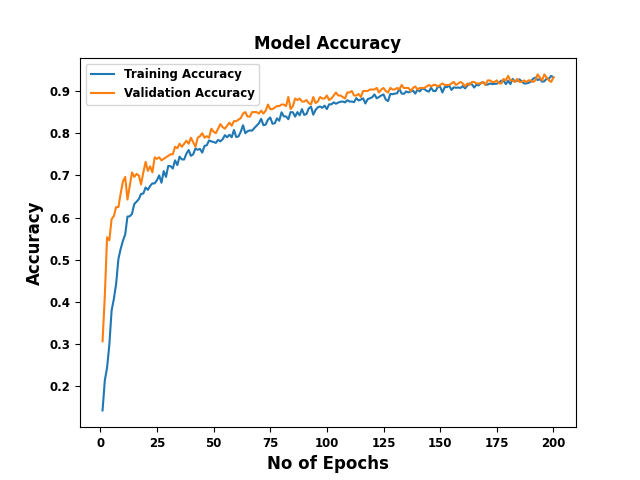 Model Accuracy
Training Accuracy
Validation Accuracy
Accuracy
0.9
0.8
0.7
0.6
0.5
0.4
0.3
0.2
0 25 50 75 100 125 150 175 200
No of Epochs